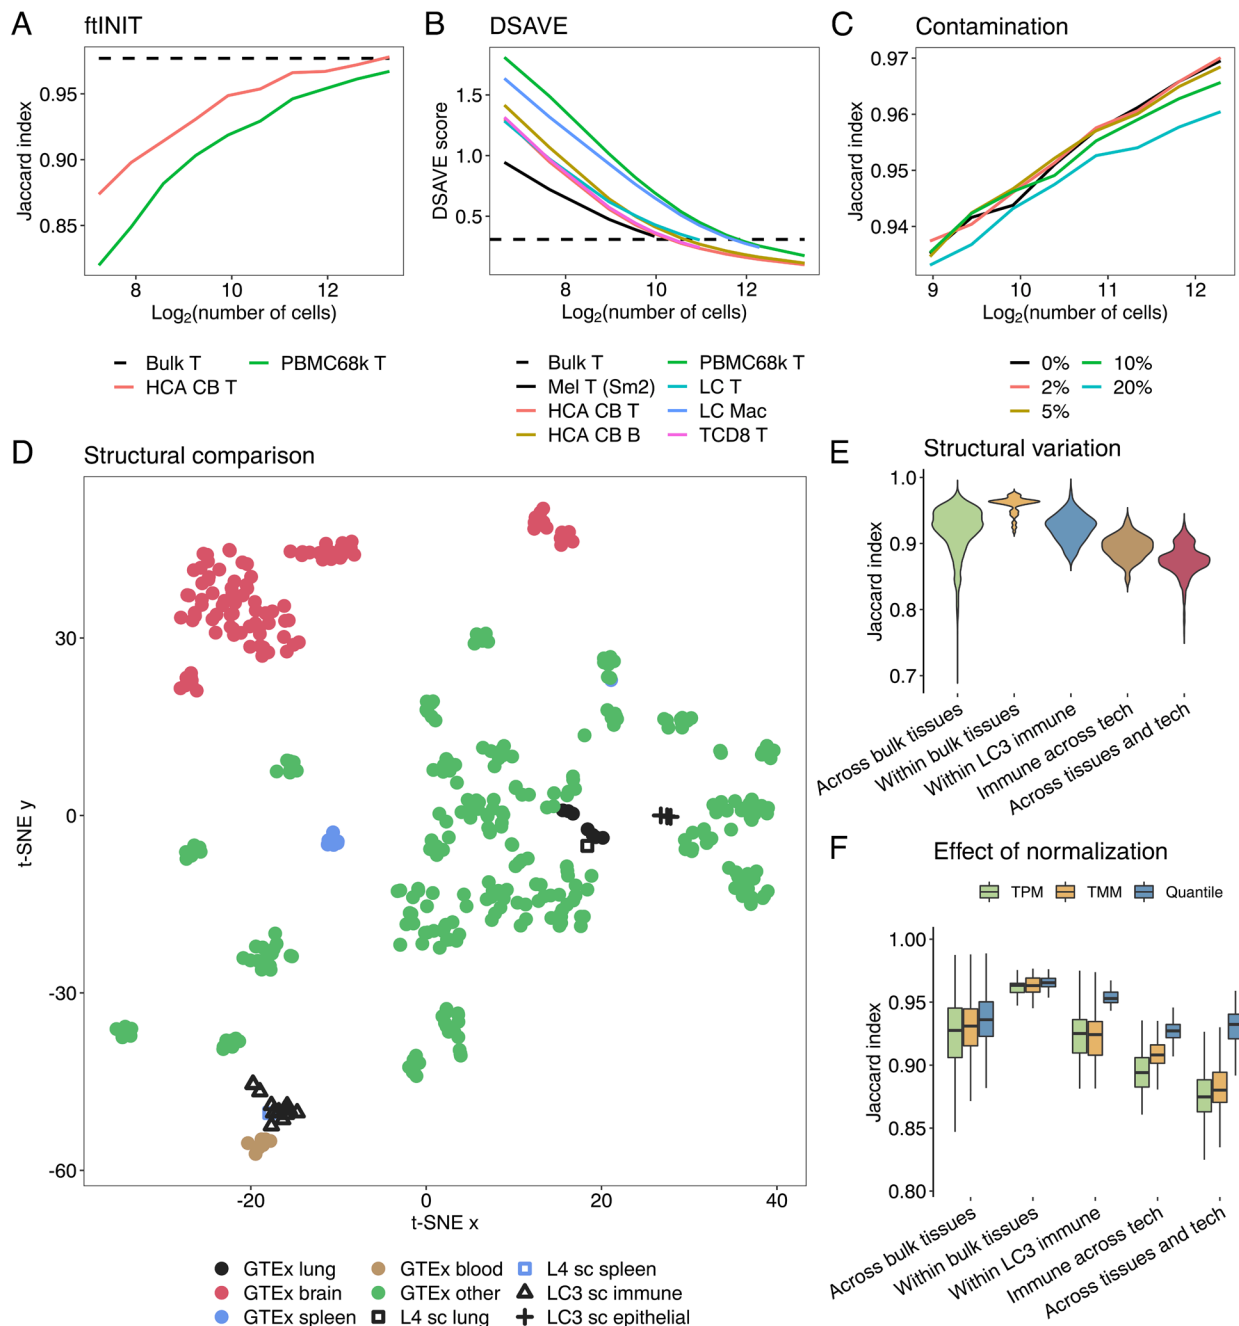 A ftINIT
Jaccard index
0.95
0.90
0.85
8 10 12
Log2(number of cells)
Bulk T PBMC68k T
HCA CB T
B DSAVE
DSAVE score
1.5
1.0
0.5
8 10 12
Log2(number of cells)
Bulk T PBMC68k T
Mel T (Sm2) LC T
HCA CB T LC Mac
HCA CB B TCD8 T
C Contamination
Jaccard index
0.97
0.96
0.95
0.94
9 10 11 12
Log2(number of cells)
0% 10%
2% 20%
5%
D Structural comparison
t-SNE y
30
0
-30
-60
-20 0 20 40
t-SNE x
GTEx lung GTEx blood L4 sc spleen
GTEx brain GTEx other LC3 sc immune
GTEx spleen L4 sc lung LC3 sc epithelial
E Structural variation
Jaccard index
1.0
0.9
0.8
0.7
Across bulk tissues
Within bulk tissues
Within LC3 immune
Immune across tech
Across tissues and tech
F Effect of normalization
TPM TMM Quantile
Jaccard index
1.00
0.95
0.90
0.85
0.80
Across bulk tissues
Within bulk tissues
Within LC3 immune
Immune across tech
Across tissues and tech